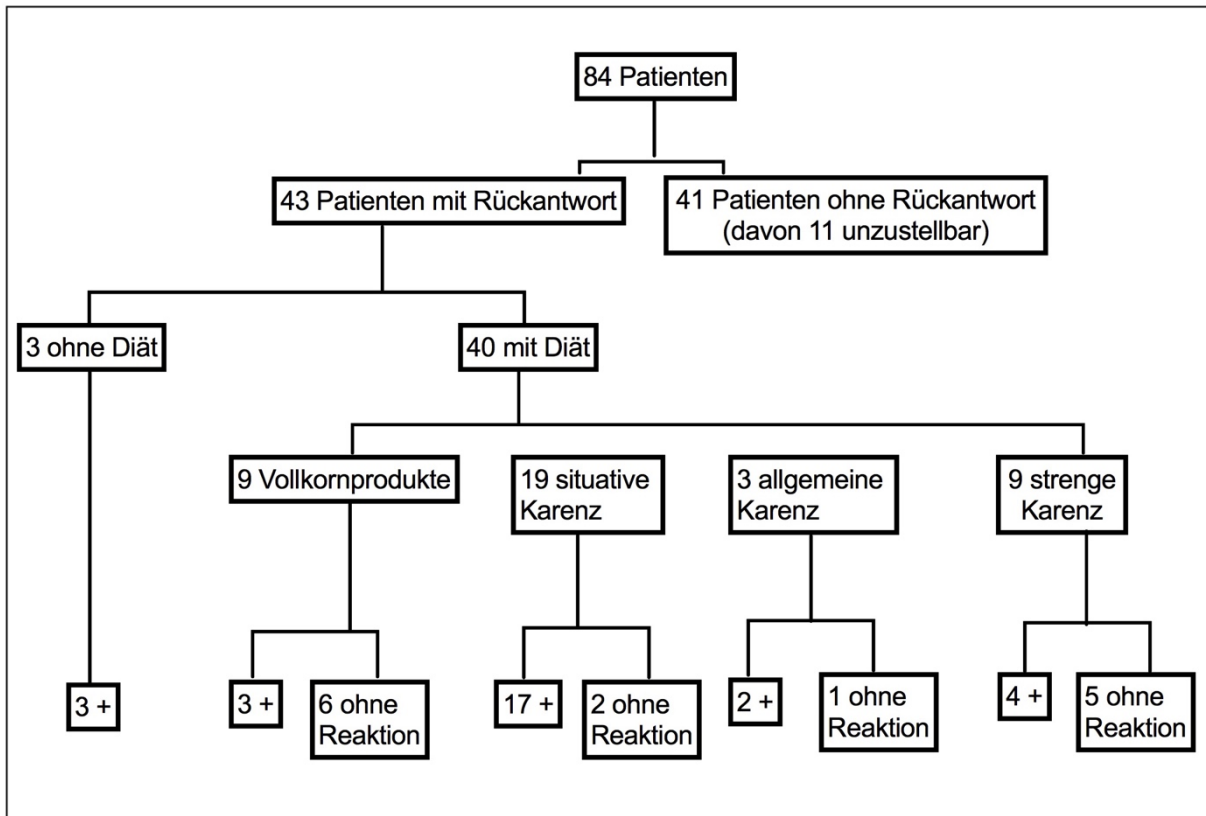 84 Patienten
43 Patienten mit Rückantwort
41 Patienten ohne Rückantwort
(davon 11 unzustellbar)
3 ohne Diät
40 mit Diät
9 Vollkornprodukte
19 situative
Karenz
3 allgemeine
Karenz
9 strenge
Karenz
3 +
3 +
6 ohne
Reaktion
17 +
2 ohne
Reaktion
2 +
1 ohne
Reaktion
4 +
5 ohne
Reaktion